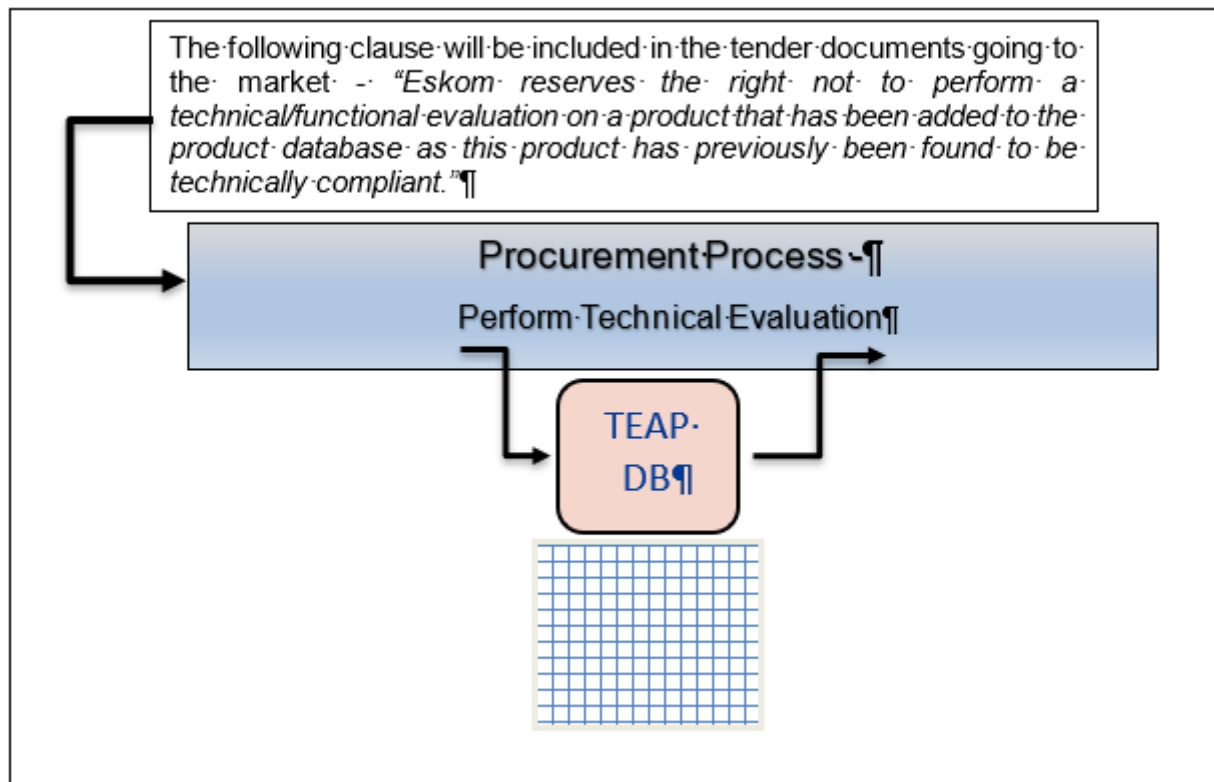 The·following·clause·will·be·included·in·the·tender·documents·going·to·
the· market· -· “Eskom· reserves· the· right· not· to· perform· a·
technical/functional·evaluation·on·a·product·that·has·been·added·to·the·
product· database· as· this· product· has· previously· been· found· to· be·
technically·compliant.”¶
Procurement·Process·-¶
Perform·Technical·Evaluation¶
TEAP·
DB¶